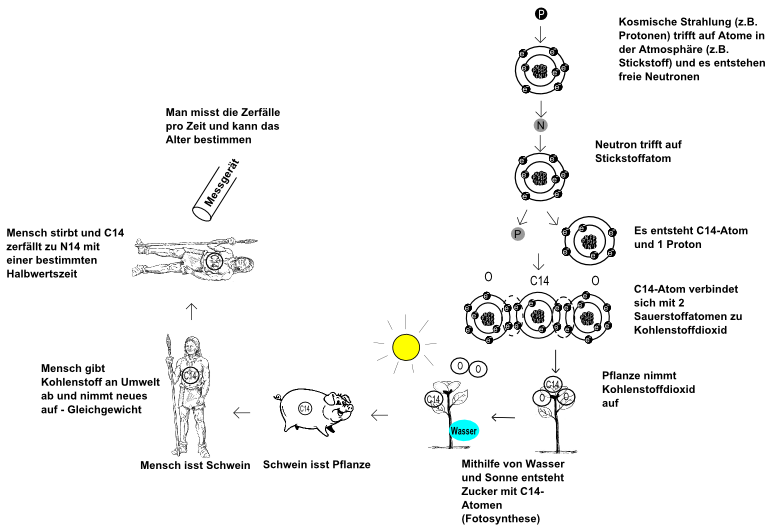 P
Kosmische Strahlung (z.B.
Protonen) trifft auf Atome in
der Atmosphäre (z.B.
Stickstoff) und es entstehen
freie Neutronen
N
Neutron trifft auf
Stickstoffatom
P
Es entsteht C14-Atom
und 1 Proton
O
C14
O
C14-Atom verbindet
sich mit 2
Sauerstoffatomen zu
Kohlenstoffdioxid
Pflanze nimmt
Kohlenstoffdioxid
auf
C14
O
O
O
O
C14
Wasser
Mithilfe von Wasser
und Sonne entsteht
Zucker mit C14-
Atomen
(Fotosynthese)
C14
Schwein isst Pflanze
C14
Mensch isst Schwein
Mensch gibt
Kohlenstoff an Umwelt
ab und nimmt neues
auf - Gleichgewicht
Mensch stirbt und C14
zerfällt zu N14 mit
einer bestimmten
Halbwertszeit
Messgerät
Man misst die Zerfälle
pro Zeit und kann das
Alter bestimmen